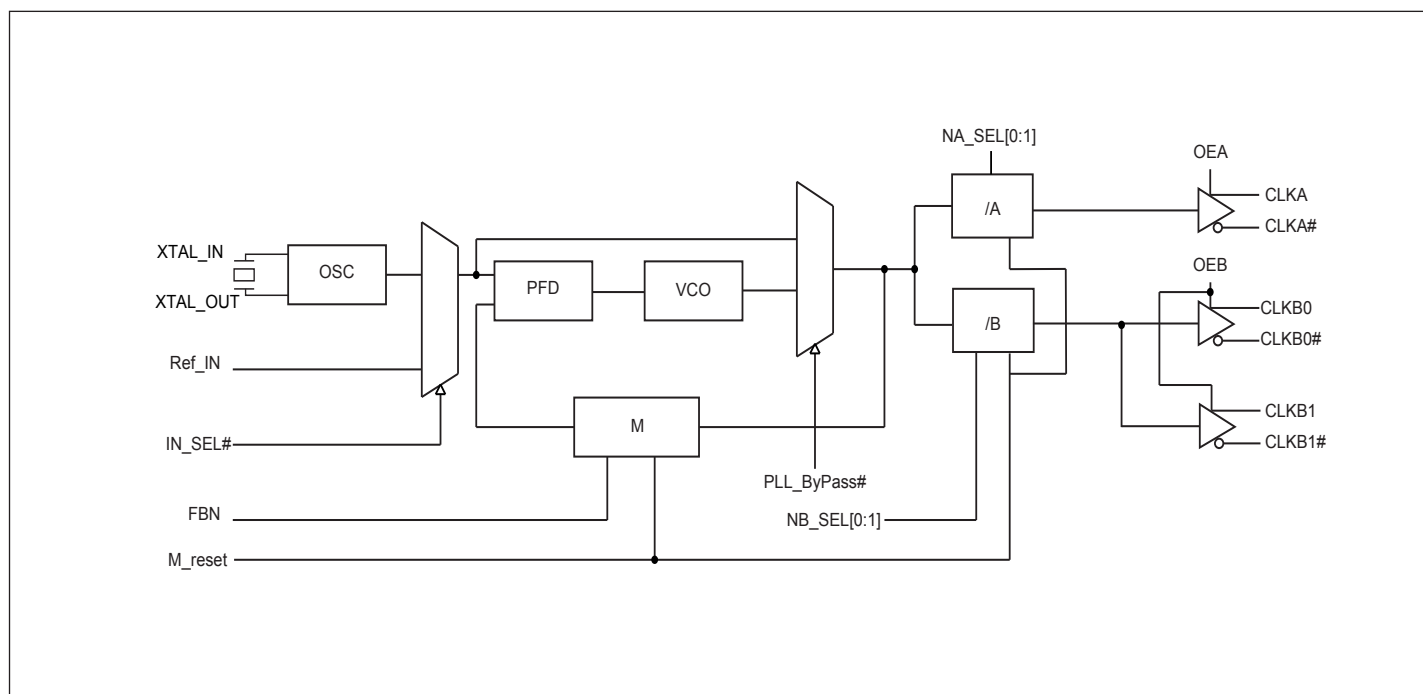 NA_SEL[0:1]
OEA
/A
CLKA
CLKA#
XTAL_IN
OSC
XTAL_OUT
PFD
VCO
OEB
/B
CLKB0
CLKB0#
Ref_IN
M
CLKB1
CLKB1#
IN_SEL#
PLL_ByPass#
FBN
NB_SEL[0:1]
M_reset